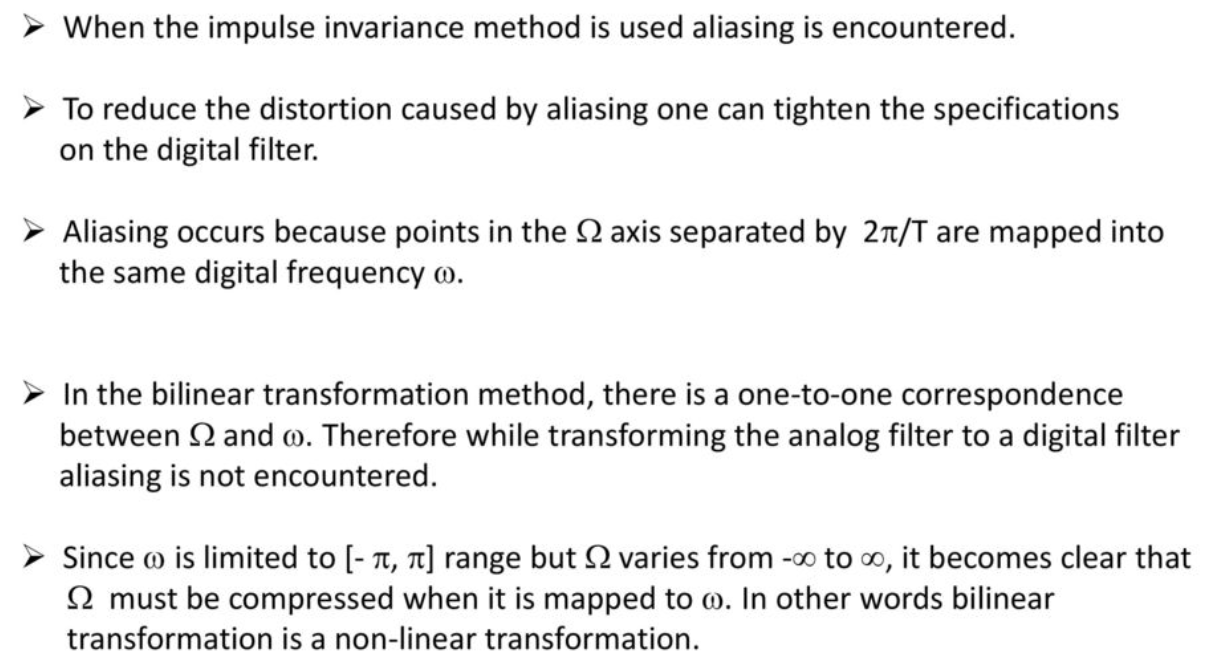 ➢ When the impulse invariance method is used aliasing is encountered.
➢ To reduce the distortion caused by aliasing one can tighten the specifications
on the digital filter.
➢ Aliasing occurs because points in the Ω axis separated by 2π/T are mapped into
the same digital frequency ω.
➢ In the bilinear transformation method, there is a one-to-one correspondence
between Ω and ω. Therefore while transforming the analog filter to a digital filter
aliasing is not encountered.
➢ Since ω is limited to [- π, π] range but Ω varies from -∞ to ∞, it becomes clear that
Ω must be compressed when it is mapped to ω. In other words bilinear
transformation is a non-linear transformation.